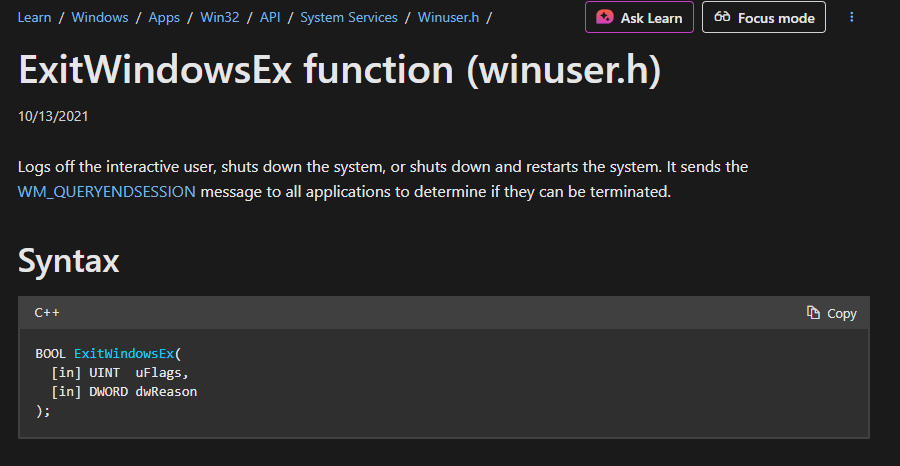 Learn / Windows / Apps / Win32 / API / System Services / Winuser.h /
Ask Learn
Focus mode
ExitWindowsEx function (winuser.h)
10/13/2021
Logs off the interactive user, shuts down the system, or shuts down and restarts the system. It sends the
WM_QUERYENDSESSION message to all applications to determine if they can be terminated.
Syntax
C++
Copy
BOOL ExitWindowsEx(
  [in] UINT  uFlags,
  [in] DWORD dwReason
);